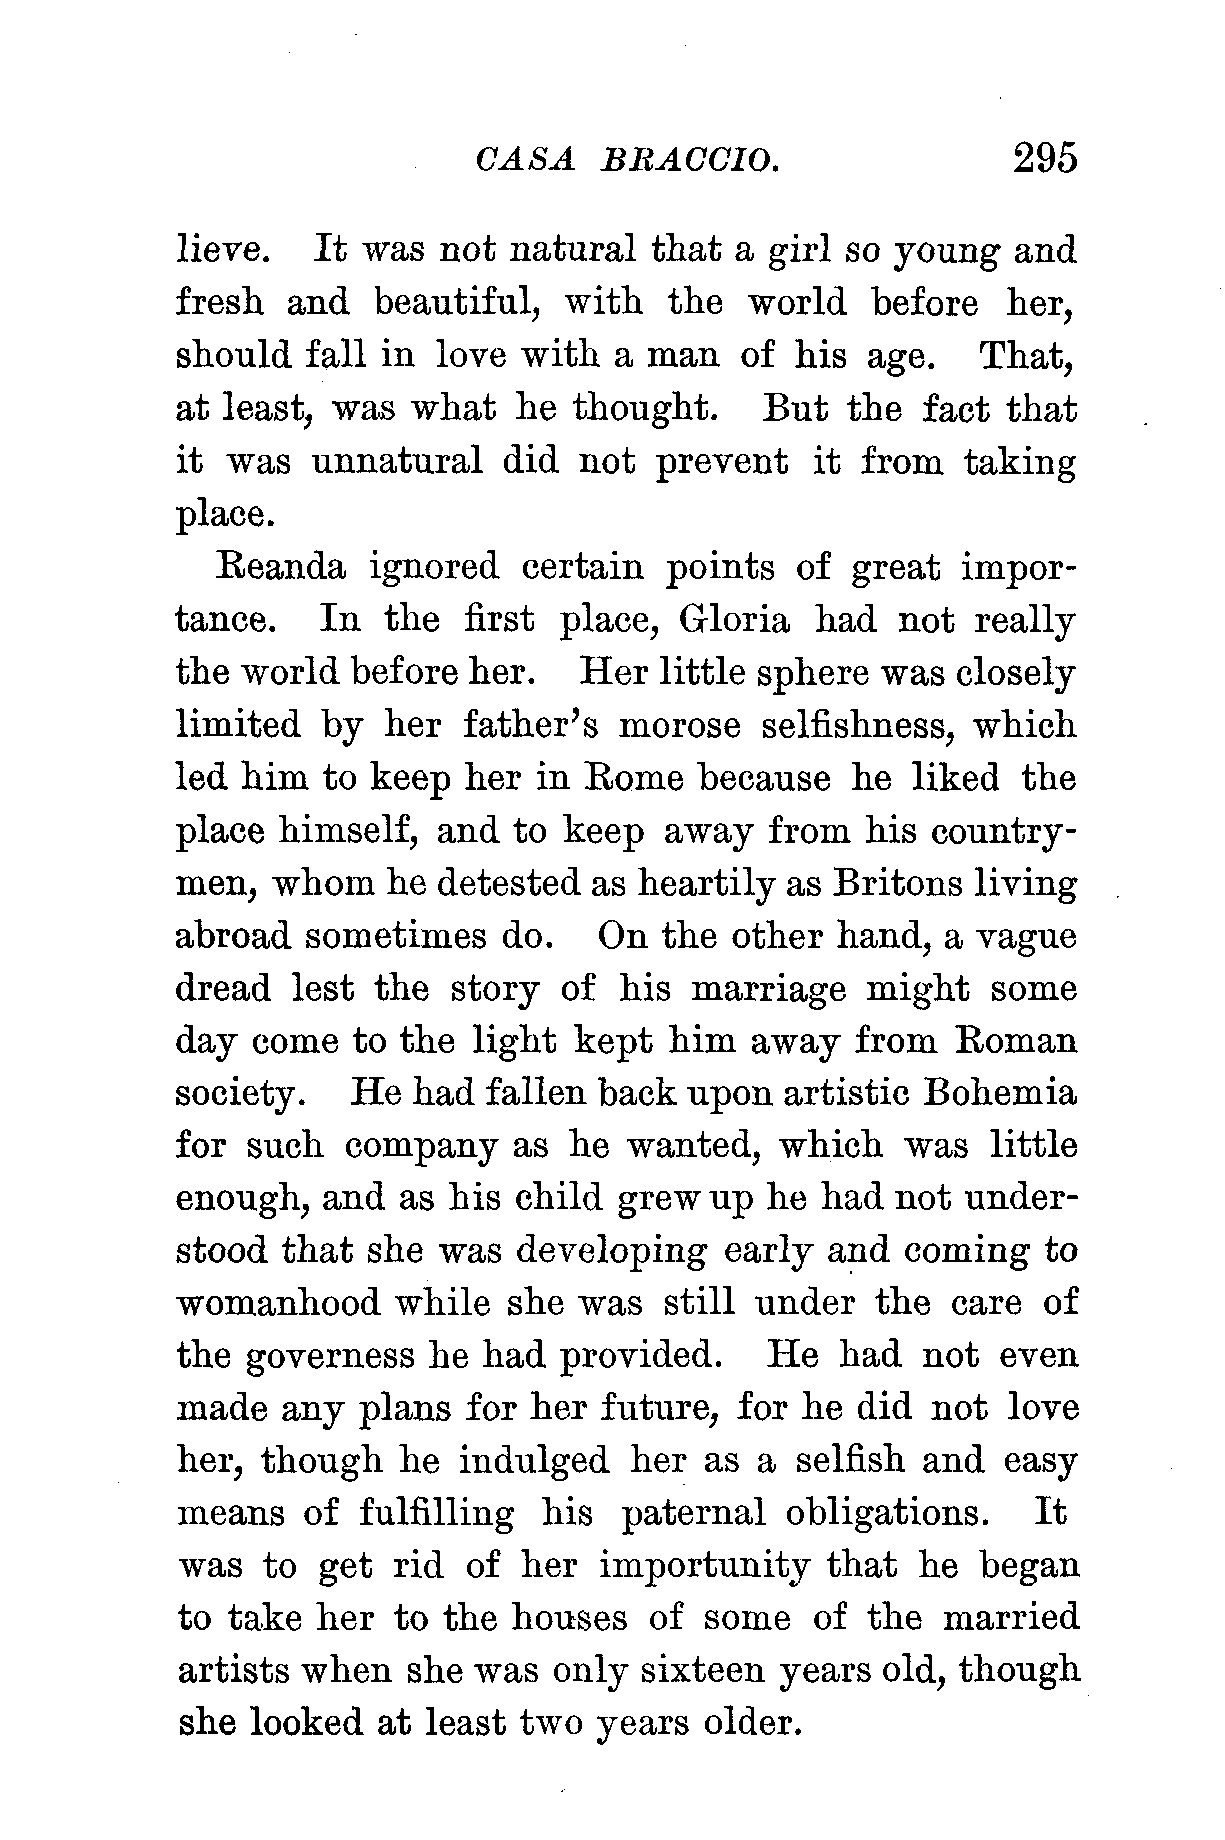 CASA BRACCIO. 295
lieve. It was not natural that a girl so young and
fresh and beautiful, with the world before her,
should fall in love with a man of his age. That,
at least, was what he thought. But the fact that
it was unnatural did not prevent it from taking
place.
Reanda ignored certain points of great impor-
tance. In the first place, Gloria had not really
the world before her. Her little sphere was closely
limited by her father's morose selfishness, which
led him to keep her in Rome because he liked the
place himself, and to keep away from his country-
men, whom he detested as heartily as Britons living
abroad sometimes do. On the other hand, a vague
dread lest the story of his marriage might some
day come to the light kept him away from Roman
society. He had fallen back upon artistic Bohemia
for such company as he wanted, which was little
enough, and as his child grew up he had not under-
stood that she was developing early and coming to
womanhood while she was still under the care of
the governess he had provided. He had not even
made any plans for her future, for he did not love
her, though he indulged her as a selfish and easy
means of fulfilling his paternal obligations. It
was to get rid of her importunity that he began
to take her to the houses of some of the married
artists when she was only sixteen years old, though
she looked at least two years older.